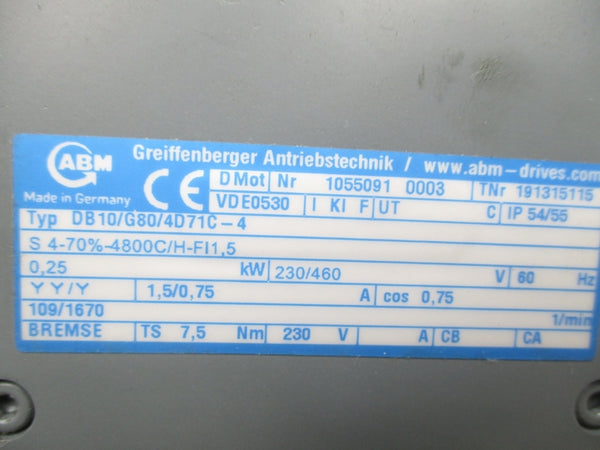 ABM Greiffenberger Antriebstechnik / www.abm-drives.com
Made in Germany CE D Mot Nr 1055091 0003 TNr 191315115
VDE0530 I KI F UT C IP 54/55
Typ DB10/G80/4D71C-4
S 4-70%-4800C/H-FI1,5
0,25 kW 230/460 V 60 Hz
Y Y/Y 1,5/0,75 A cos 0,75
109/1670 1/min
BREMSE TS 7,5 Nm 230 V A CB CA